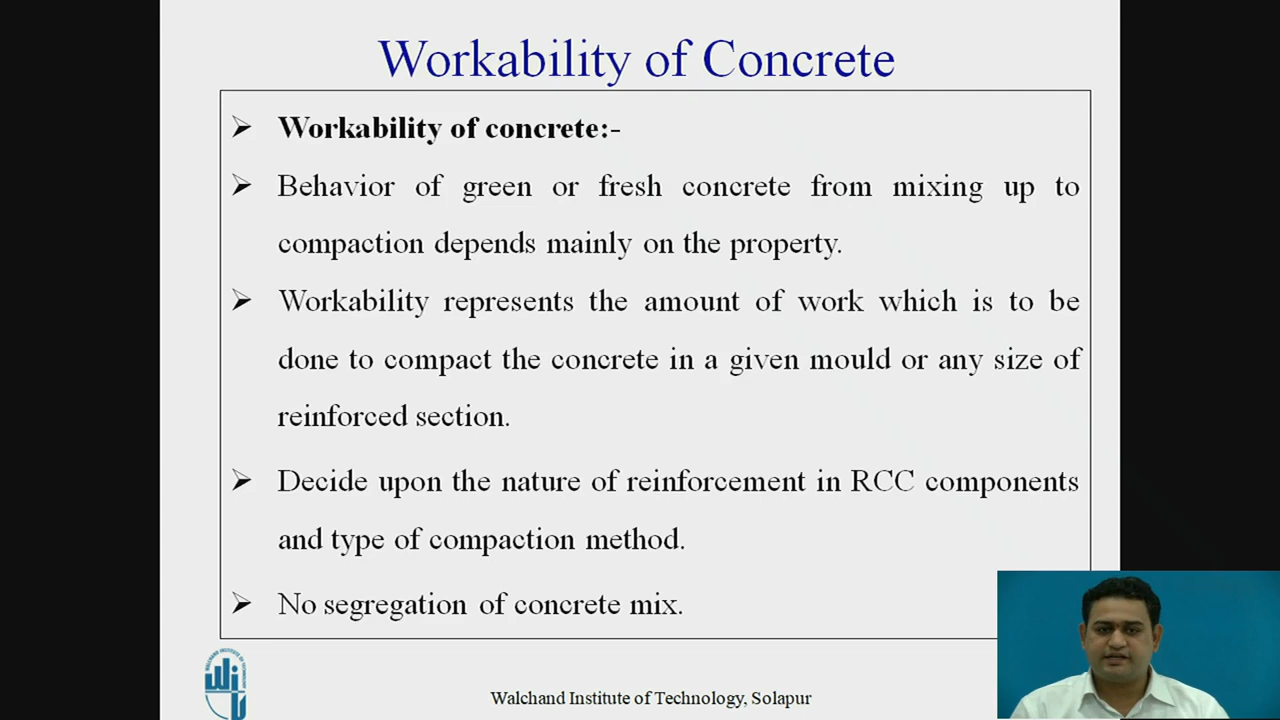 Workability of Concrete
Workability of concrete:-
Behavior of green or fresh concrete from mixing up to
compaction depends mainly on the property.
Workability represents the amount of work which is to be
done to compact the concrete in a given mould or any size of
reinforced section.
Decide upon the nature of reinforcement in RCC components
and type of compaction method.
No segregation of concrete mix.
Walchand Institute of Technology, Solapur